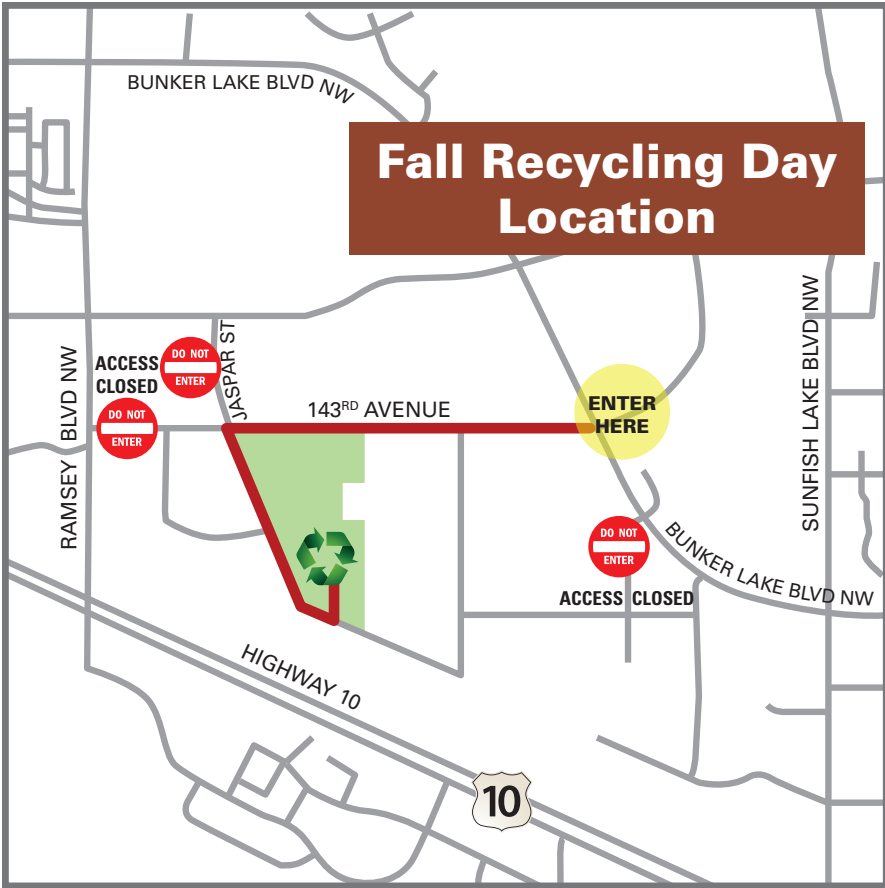 BUNKER LAKE BLVD NW
Fall Recycling Day
Location
SUNFISH LAKE BLVD NW
JASPAR ST
RAMSEY BLVD NW
ACCESS
CLOSED
DO NOT
ENTER
DO NOT
ENTER
143RD AVENUE
ENTER
HERE
DO NOT
ENTER
ACCESS CLOSED
BUNKER LAKE BLVD NW
HIGHWAY 10
10